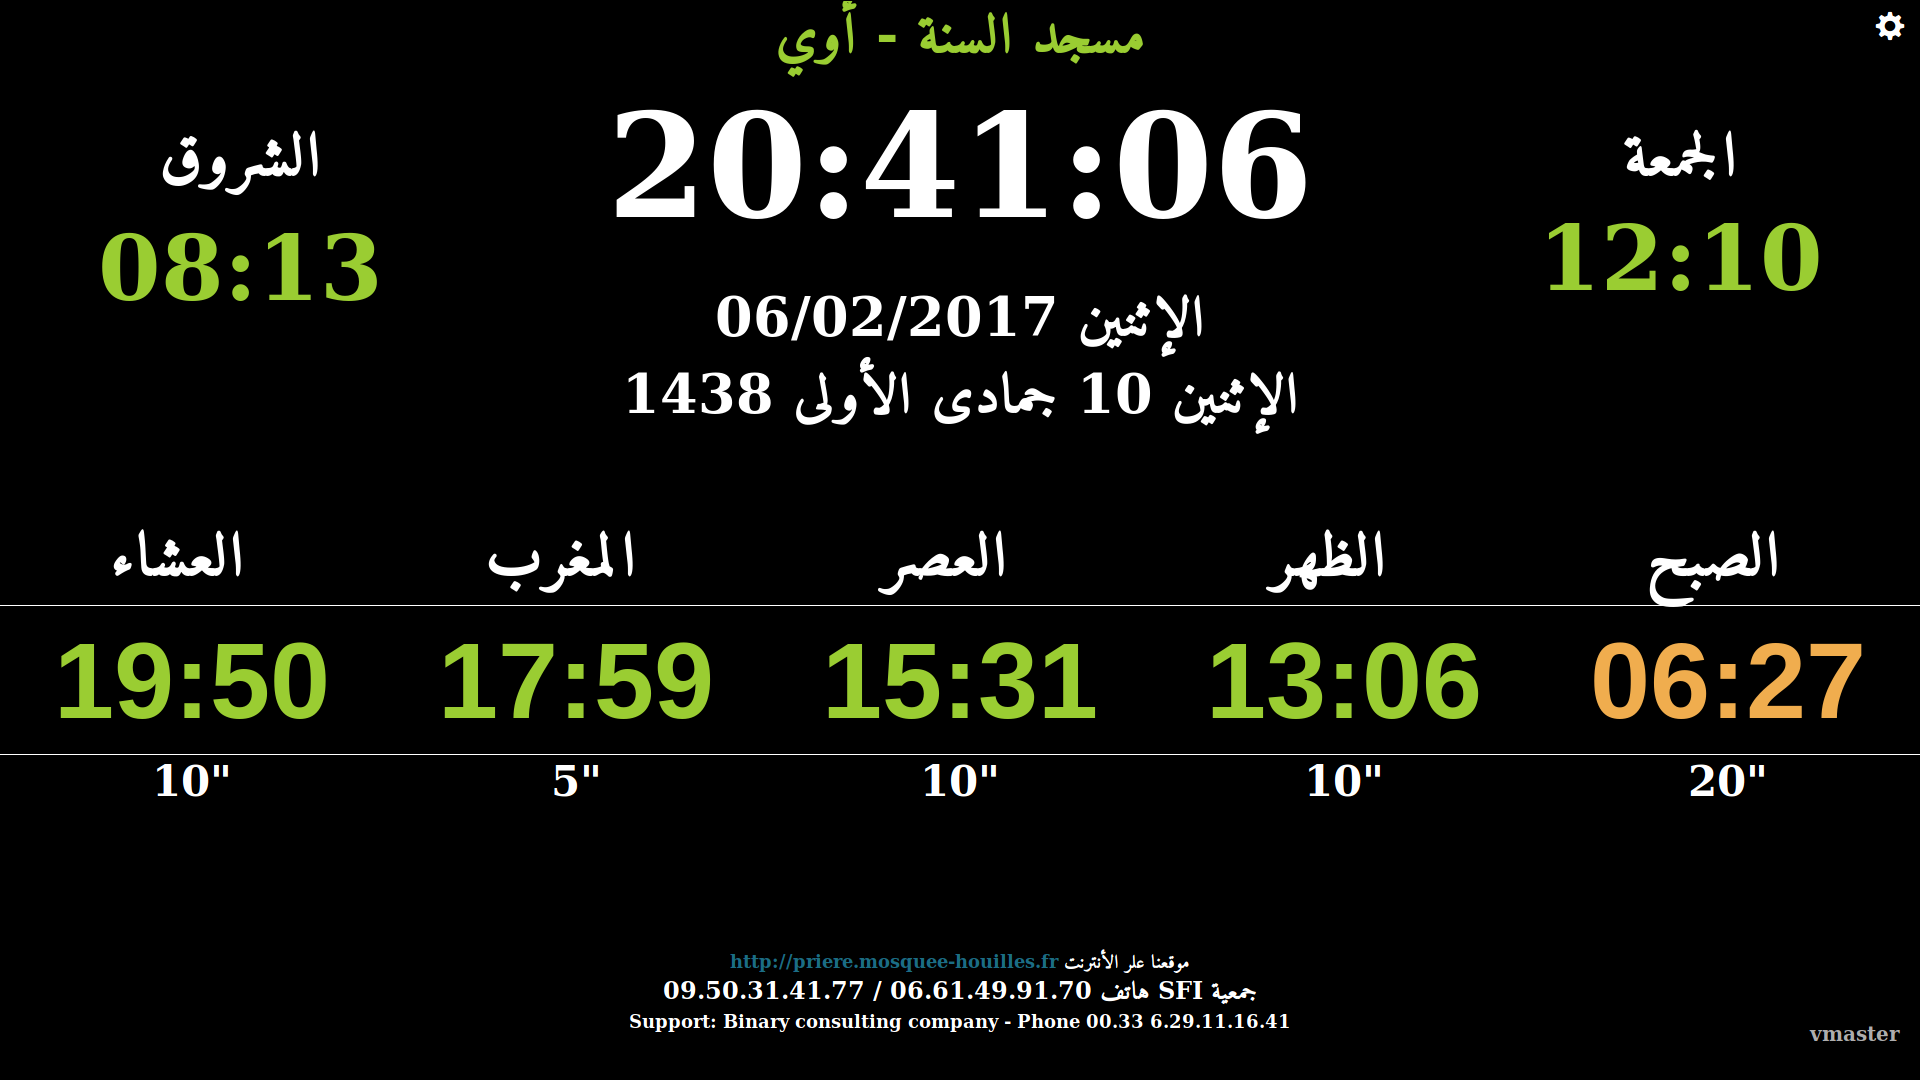 مسجد السنة - أوي
20:41:06
الجمعة
12:10
الشروق
08:13
الإثنين 06/02/2017
الإثنين 10 جمادى الأولى 1438
الصبح الظهر العصر المغرب العشاء
06:27 13:06 15:31 17:59 19:50
20" 10" 10" 5" 10"
موقعنا علر الأنترنت http://priere.mosquee-houilles.fr
جمعية SFI هاتف 09.50.31.41.77 / 06.61.49.91.70
Support: Binary consulting company - Phone 00.33 6.29.11.16.41
vmaster